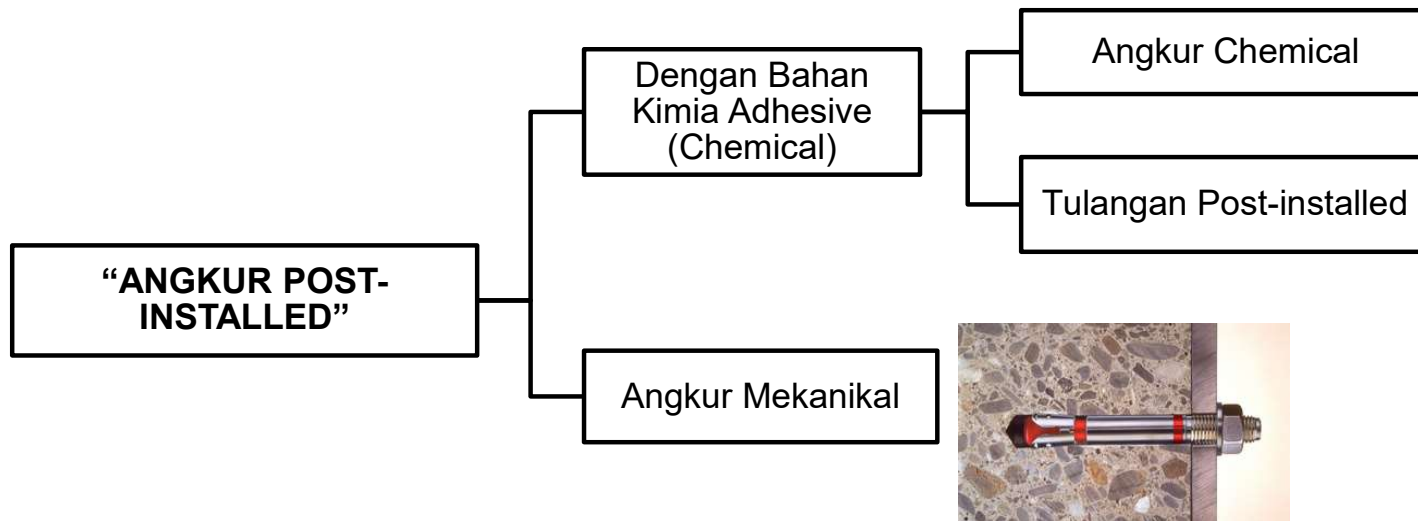 Dengan Bahan
Kimia Adhesive
(Chemical)
Angkur Chemical
Tulangan Post-installed
“ANGKUR POST-
INSTALLED”
Angkur Mekanikal